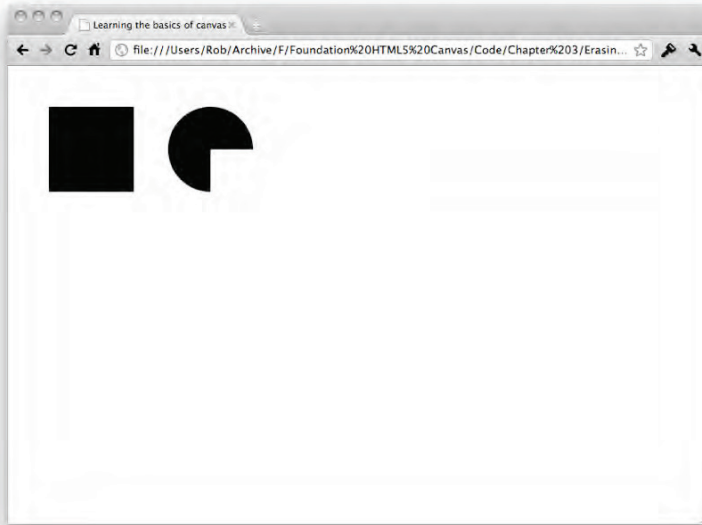 Learning the basics of canvas
file:///Users/Rob/Archive/F/Foundation%20HTML5%20Canvas/Code/Chapter%203/Erasin...